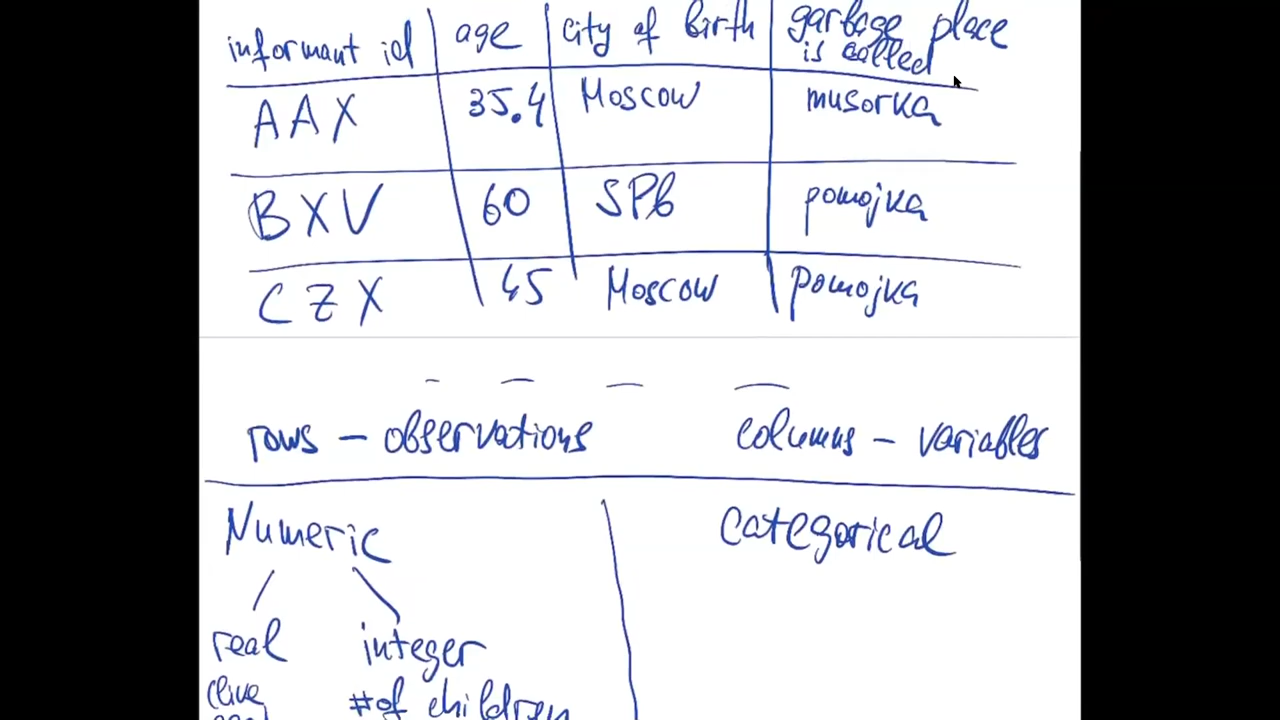 informant id age city of birth garbage place
is called
AAX 35.4 Moscow musorka
BXV 60 SPb pomojka
CZX 45 Moscow pomojka
rows – observations columns – variables
Numeric categorical
real integer
#of children